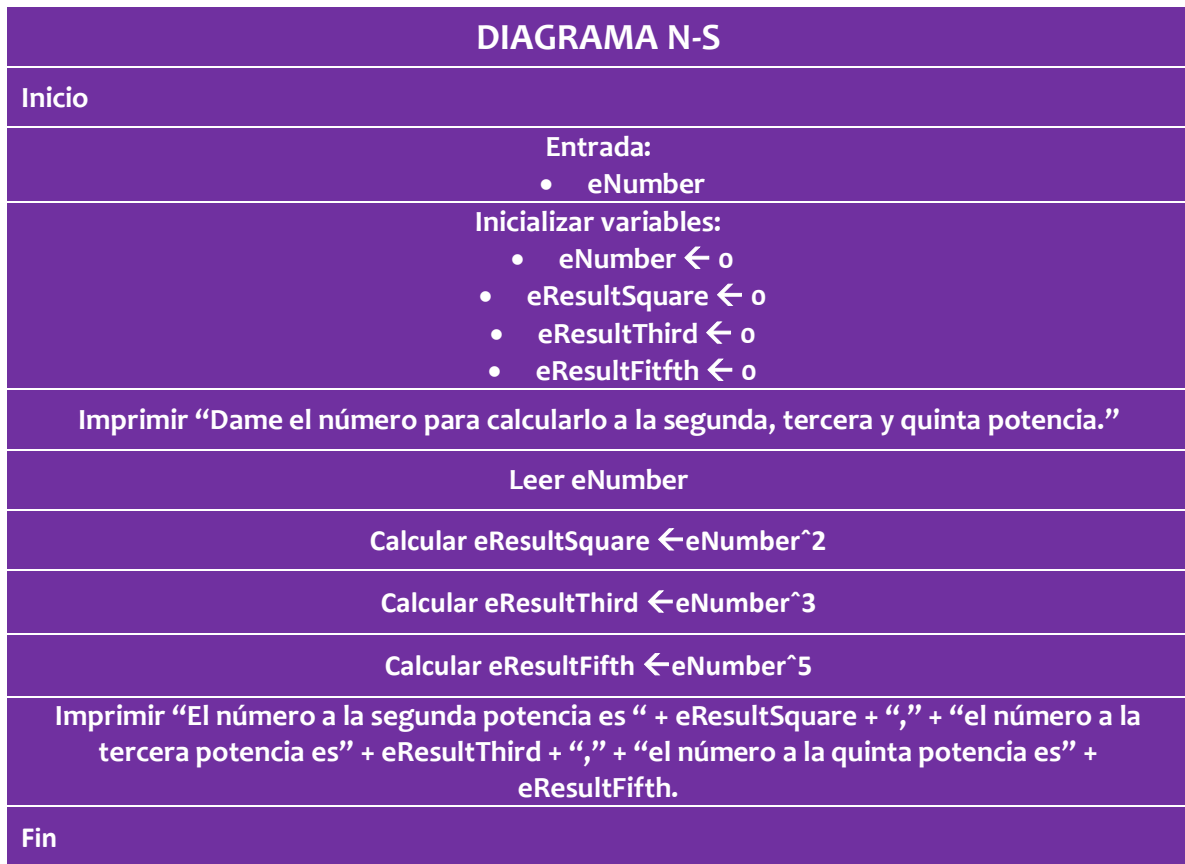 DIAGRAMA N-S
Inicio
Entrada:
• eNumber
Inicializar variables:
• eNumber ← 0
• eResultSquare ← 0
• eResultThird ← 0
• eResultFitfth ← 0
Imprimir “Dame el número para calcularlo a la segunda, tercera y quinta potencia.”
Leer eNumber
Calcular eResultSquare ←eNumber^2
Calcular eResultThird ←eNumber^3
Calcular eResultFifth ←eNumber^5
Imprimir “El número a la segunda potencia es “ + eResultSquare + “,” + “el número a la
tercera potencia es” + eResultThird + “,” + “el número a la quinta potencia es” +
eResultFifth.
Fin